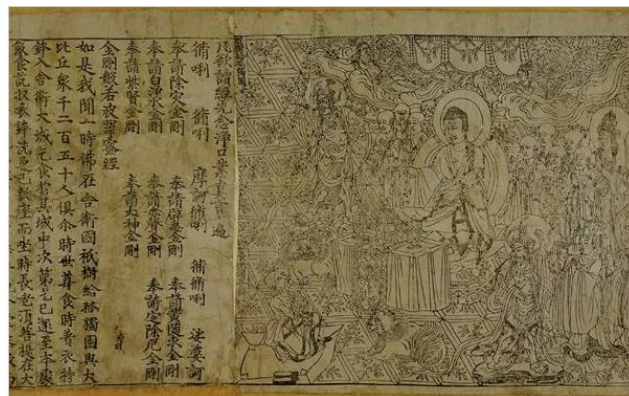 凡欲讀經先念淨口業真言一遍
脩唎 脩唎 摩訶脩唎 脩脩唎 娑婆訶
奉請除災金剛 奉請辟毒金剛 奉請黃隨求金剛
奉請白淨水金剛 奉請赤聲金剛 奉請定除厄金剛
奉請紫賢金剛 奉請大神金剛
金剛般若波羅蜜經
如是我聞一時佛在舍衛國祇樹給孤獨園與大
比丘衆千二百五十人俱尒時世尊食時著衣持
鉢入舍衛大城乞食於其城中次第乞已還至本處
飯食訖收衣鉢洗足已敷座而坐時長老須菩提在大